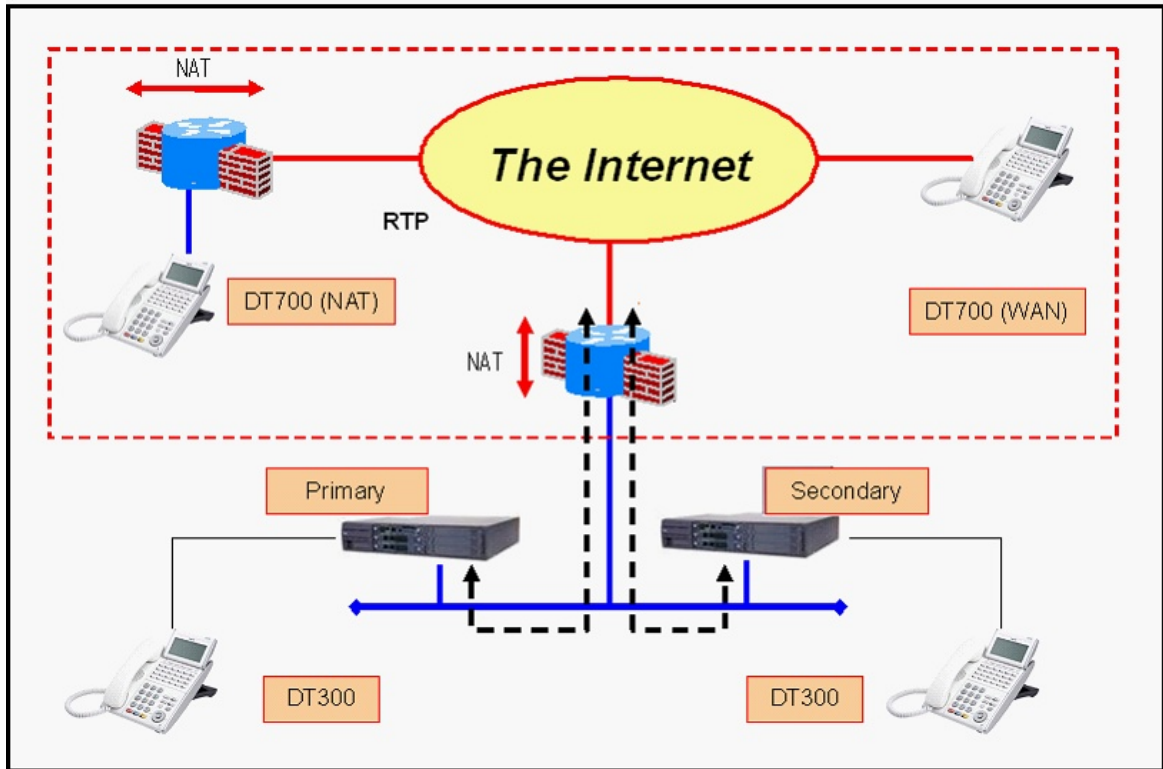 NAT
The Internet
RTP
DT700 (NAT)
DT700 (WAN)
NAT
Primary
Secondary
DT300
DT300